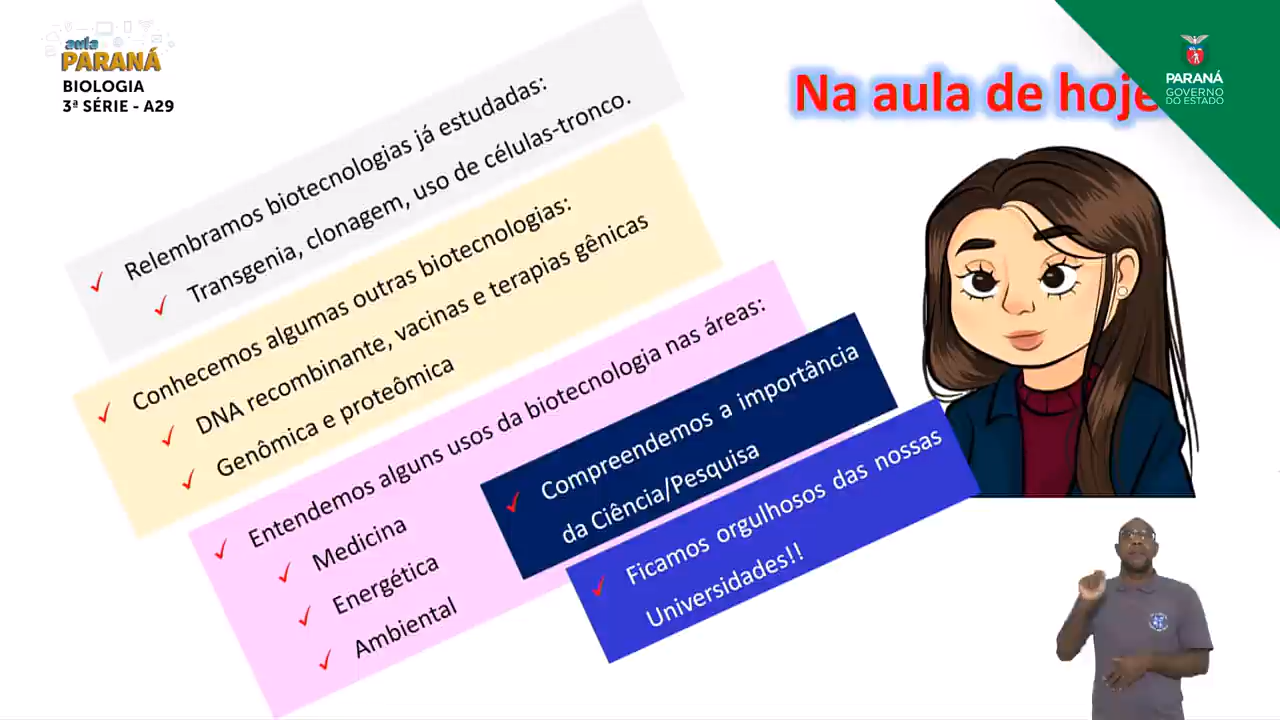 aula
PARANÁ
BIOLOGIA
3ª SÉRIE - A29
Na aula de hoje
PARANÁ
GOVERNO
DO ESTADO
Relembramos biotecnologias já estudadas:
Transgenia, clonagem, uso de células-tronco.
Conhecemos algumas outras biotecnologias:
DNA recombinante, vacinas e terapias gênicas
Genômica e proteômica
Entendemos alguns usos da biotecnologia nas áreas:
Medicina
Energética
Ambiental
Compreendemos a importância
da Ciência/Pesquisa
Ficamos orgulhosos das nossas
Universidades!!